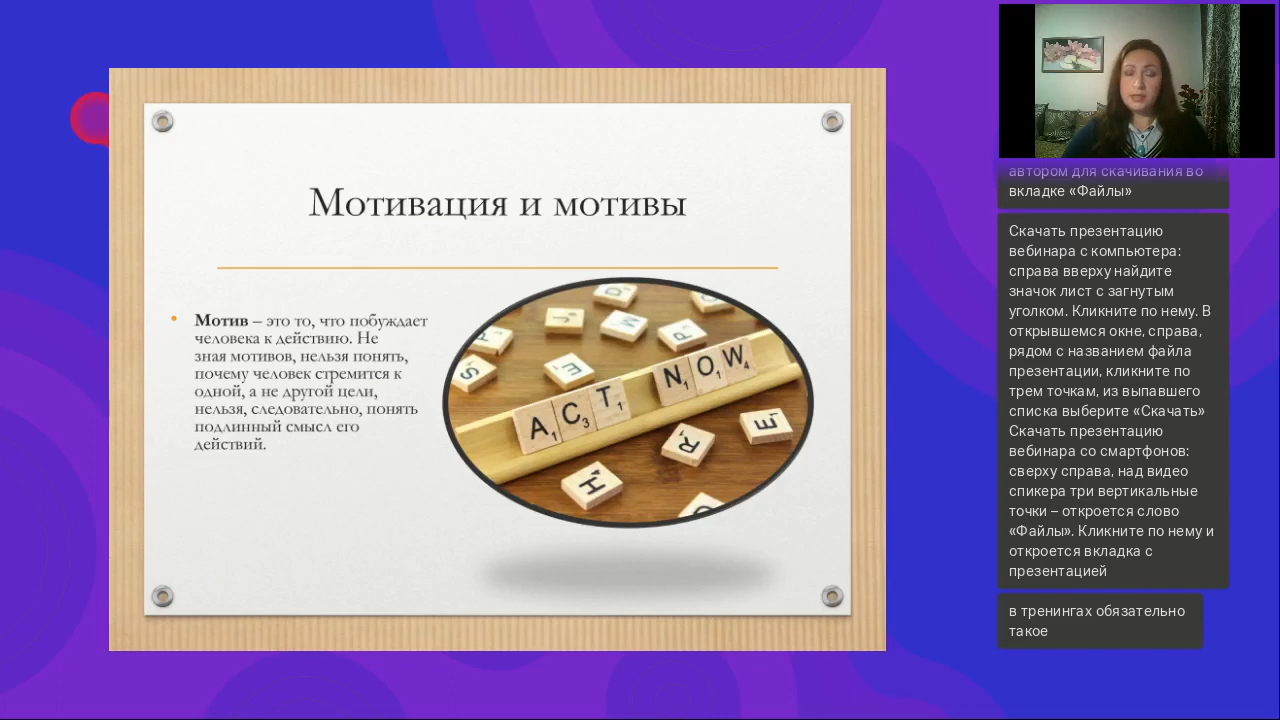 Мотивация и мотивы
Мотив – это то, что побуждает
человека к действию. Не
зная мотивов, нельзя понять,
почему человек стремится к
одной, а не другой цели,
нельзя, следовательно, понять
подлинный смысл его
действий.
D
J
W
P
P
S
E
ACT NOW
R
E
H
автором для скачивания во
вкладке «Файлы»
Скачать презентацию
вебинара с компьютера:
справа вверху найдите
значок лист с загнутым
уголком. Кликните по нему. В
открывшемся окне, справа,
рядом с названием файла
презентации, кликните по
трем точкам, из выпавшего
списка выберите «Скачать»
Скачать презентацию
вебинара со смартфонов:
сверху справа, над видео
спикера три вертикальные
точки – откроется слово
«Файлы». Кликните по нему и
откроется вкладка с
презентацией
в тренингах обязательно
такое